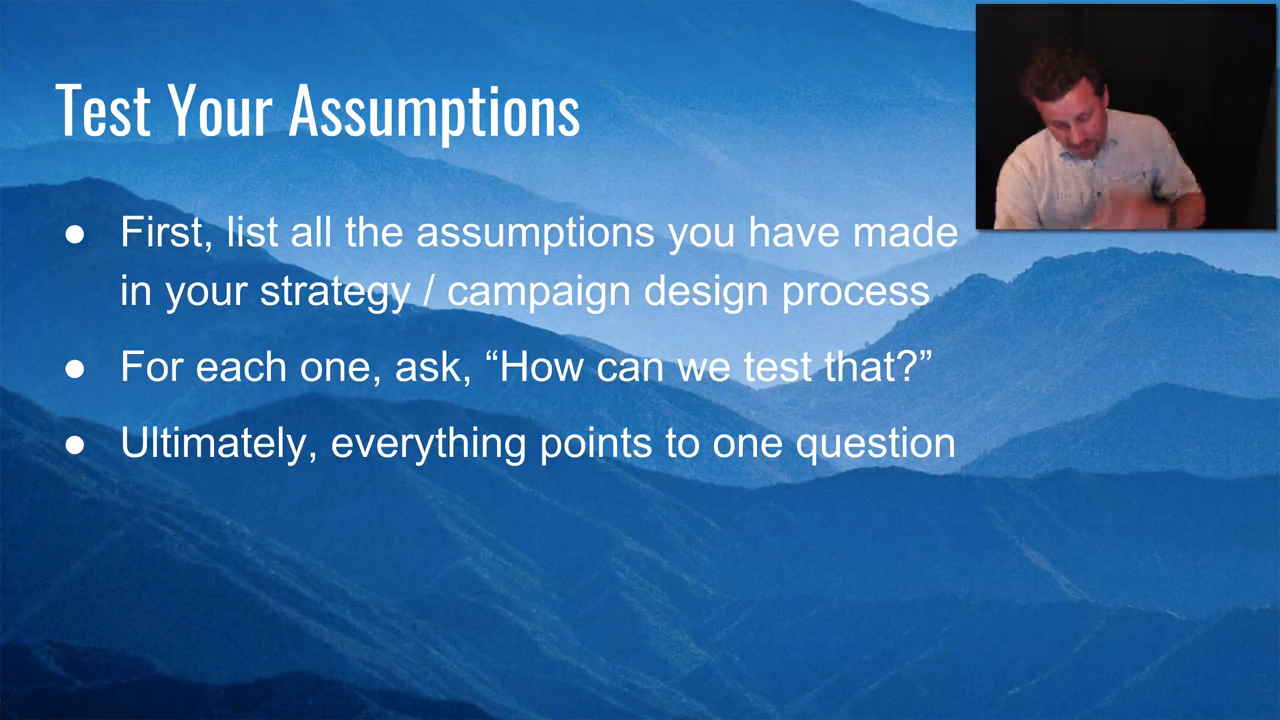 Test Your Assumptions
● First, list all the assumptions you have made
in your strategy / campaign design process
● For each one, ask, “How can we test that?”
● Ultimately, everything points to one question